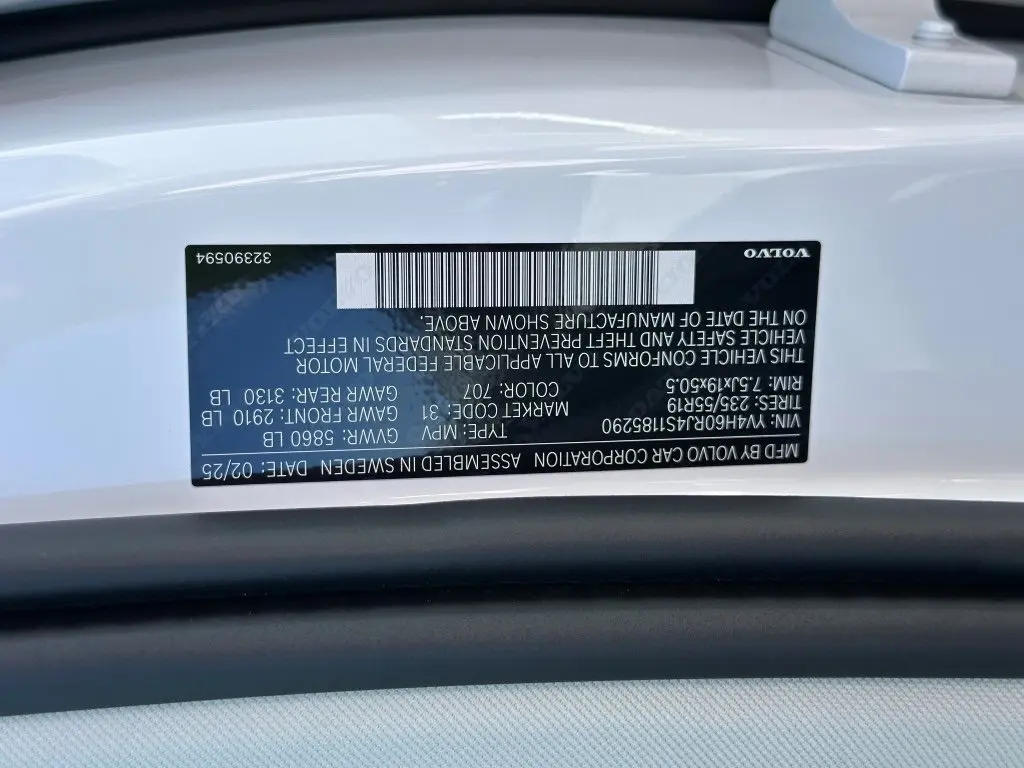 MFD BY VOLVO CAR CORPORATION ASSEMBLED IN SWEDEN DATE: 02/25
VIN: YV4H60RJ4S1185290 TYPE: MPV GVWR: 5860 LB
TIRES: 235/55R19 MARKET CODE: 31 GAWR FRONT: 2910 LB
RIM: 7.5Jx19x50.5 COLOR: 707 GAWR REAR: 3130 LB
THIS VEHICLE CONFORMS TO ALL APPLICABLE FEDERAL MOTOR
VEHICLE SAFETY AND THEFT PREVENTION STANDARDS IN EFFECT
ON THE DATE OF MANUFACTURE SHOWN ABOVE.
VOLVO 32390594